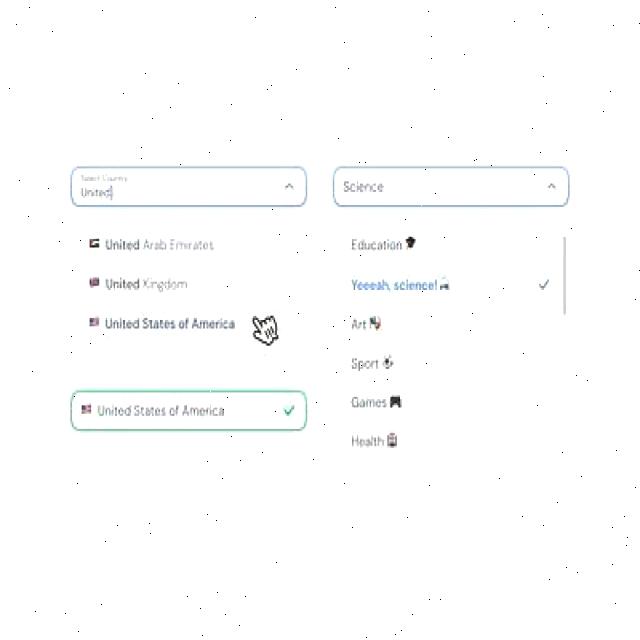 Select Country
United
United Arab Emirates
United Kingdom
United States of America
United States of America
Science
Education
Yeeeah, science!
Art
Sport
Games
Health